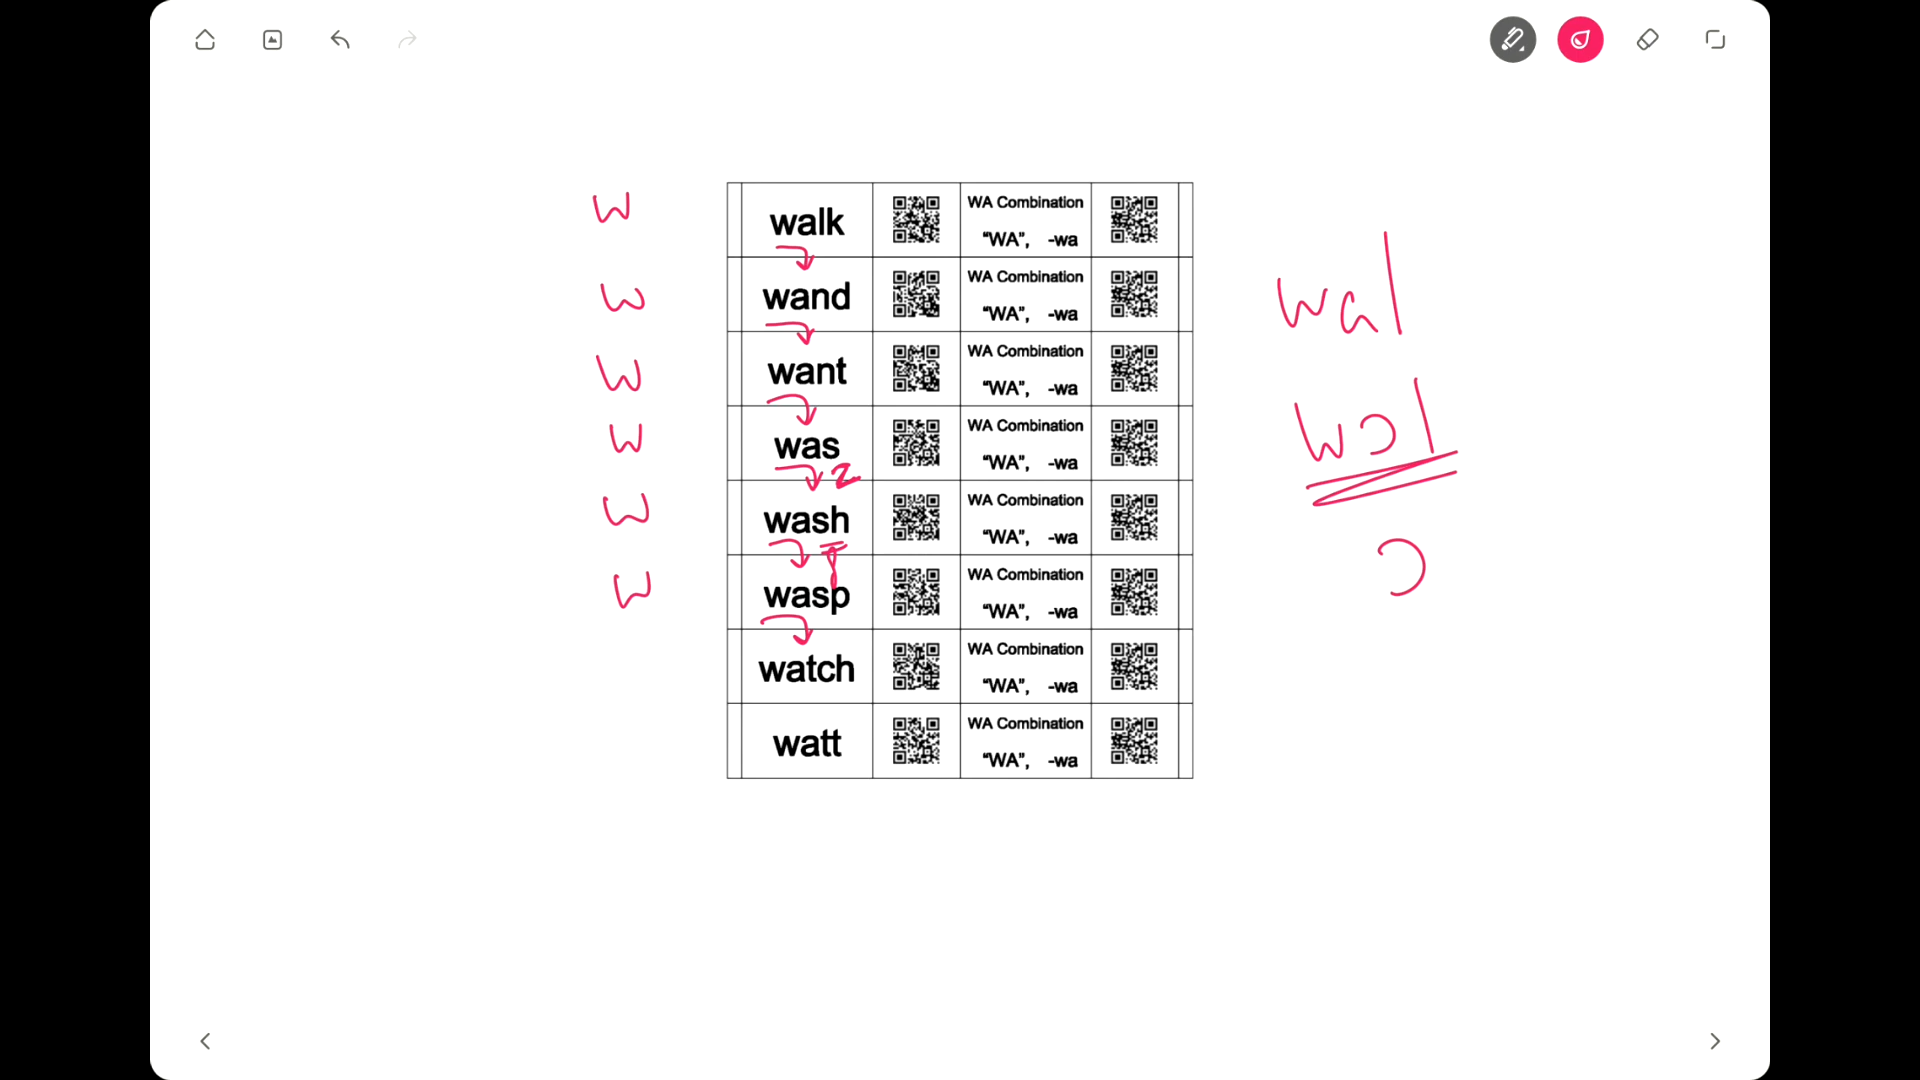 w
walk WA Combination
“WA”, -wa
w
wand WA Combination
“WA”, -wa
wal
w
want WA Combination
“WA”, -wa
w
was WA Combination
“WA”, -wa
z
wɔl
w
wash WA Combination
“WA”, -wa
ɔ
w
wasp WA Combination
“WA”, -wa
watch WA Combination
“WA”, -wa
watt WA Combination
“WA”, -wa